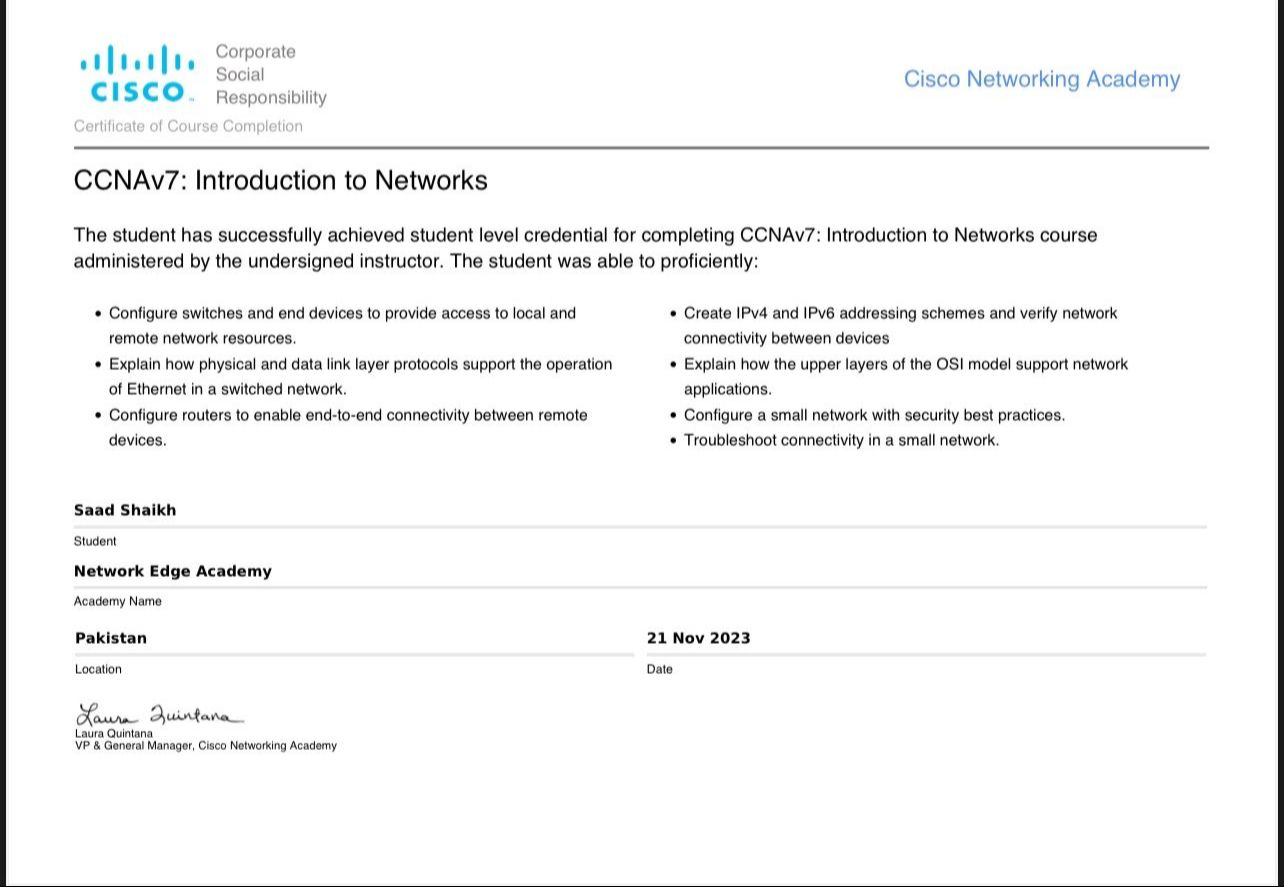 CISCO
Corporate
Social
Responsibility
Cisco Networking Academy
Certificate of Course Completion
CCNAv7: Introduction to Networks
The student has successfully achieved student level credential for completing CCNAv7: Introduction to Networks course
administered by the undersigned instructor. The student was able to proficiently:
• Configure switches and end devices to provide access to local and
remote network resources.
• Explain how physical and data link layer protocols support the operation
of Ethernet in a switched network.
• Configure routers to enable end-to-end connectivity between remote
devices.
• Create IPv4 and IPv6 addressing schemes and verify network
connectivity between devices
• Explain how the upper layers of the OSI model support network
applications.
• Configure a small network with security best practices.
• Troubleshoot connectivity in a small network.
Saad Shaikh
Student
Network Edge Academy
Academy Name
Pakistan
Location
21 Nov 2023
Date
Laura Quintana
Laura Quintana
VP & General Manager, Cisco Networking Academy